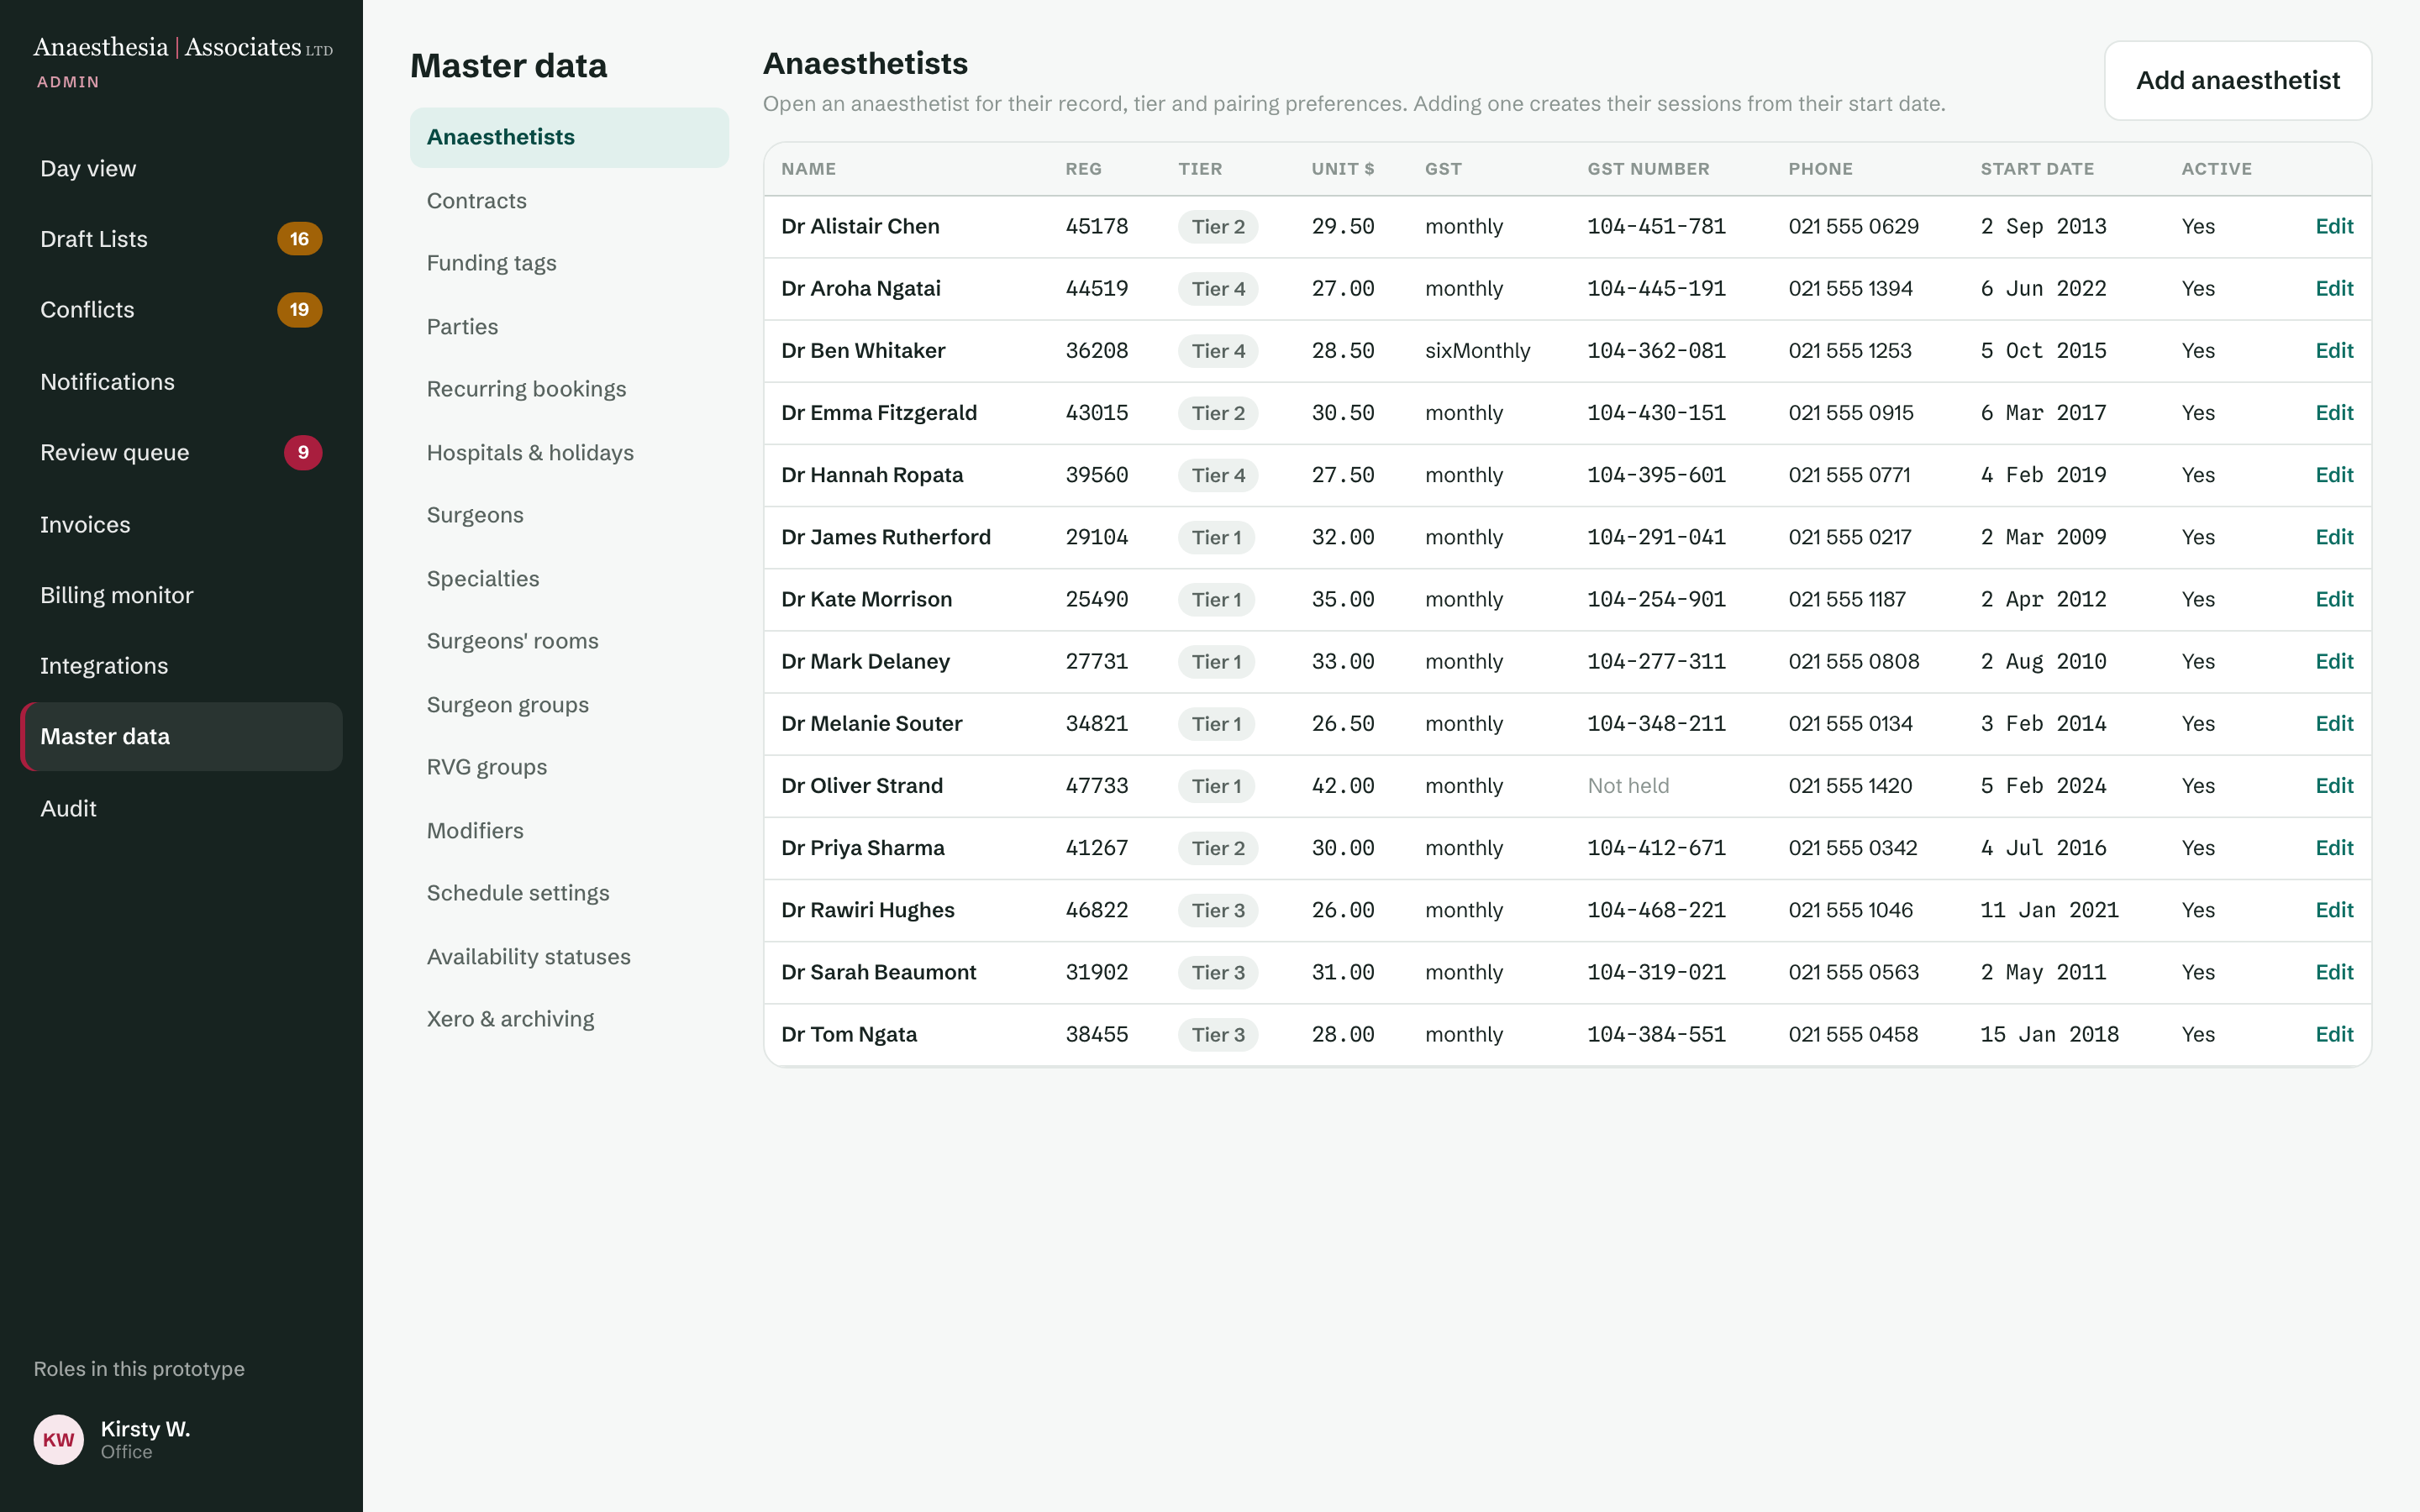 Anaesthesia | Associates LTD
ADMIN
Day view
Draft Lists 16
Conflicts 19
Notifications
Review queue 9
Invoices
Billing monitor
Integrations
Master data
Audit
Roles in this prototype
KW
Kirsty W.
Office
Master data
Anaesthetists
Contracts
Funding tags
Parties
Recurring bookings
Hospitals & holidays
Surgeons
Specialties
Surgeons' rooms
Surgeon groups
RVG groups
Modifiers
Schedule settings
Availability statuses
Xero & archiving
Anaesthetists
Open an anaesthetist for their record, tier and pairing preferences. Adding one creates their sessions from their start date.
Add anaesthetist
NAME REG TIER UNIT $ GST GST NUMBER PHONE START DATE ACTIVE
Dr Alistair Chen 45178 Tier 2 29.50 monthly 104-451-781 021 555 0629 2 Sep 2013 Yes Edit
Dr Aroha Ngatai 44519 Tier 4 27.00 monthly 104-445-191 021 555 1394 6 Jun 2022 Yes Edit
Dr Ben Whitaker 36208 Tier 4 28.50 sixMonthly 104-362-081 021 555 1253 5 Oct 2015 Yes Edit
Dr Emma Fitzgerald 43015 Tier 2 30.50 monthly 104-430-151 021 555 0915 6 Mar 2017 Yes Edit
Dr Hannah Ropata 39560 Tier 4 27.50 monthly 104-395-601 021 555 0771 4 Feb 2019 Yes Edit
Dr James Rutherford 29104 Tier 1 32.00 monthly 104-291-041 021 555 0217 2 Mar 2009 Yes Edit
Dr Kate Morrison 25490 Tier 1 35.00 monthly 104-254-901 021 555 1187 2 Apr 2012 Yes Edit
Dr Mark Delaney 27731 Tier 1 33.00 monthly 104-277-311 021 555 0808 2 Aug 2010 Yes Edit
Dr Melanie Souter 34821 Tier 1 26.50 monthly 104-348-211 021 555 0134 3 Feb 2014 Yes Edit
Dr Oliver Strand 47733 Tier 1 42.00 monthly Not held 021 555 1420 5 Feb 2024 Yes Edit
Dr Priya Sharma 41267 Tier 2 30.00 monthly 104-412-671 021 555 0342 4 Jul 2016 Yes Edit
Dr Rawiri Hughes 46822 Tier 3 26.00 monthly 104-468-221 021 555 1046 11 Jan 2021 Yes Edit
Dr Sarah Beaumont 31902 Tier 3 31.00 monthly 104-319-021 021 555 0563 2 May 2011 Yes Edit
Dr Tom Ngata 38455 Tier 3 28.00 monthly 104-384-551 021 555 0458 15 Jan 2018 Yes Edit